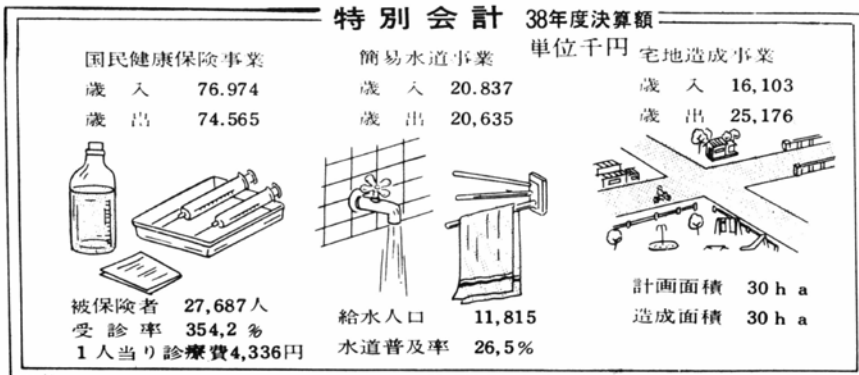 特別会計 38年度決算額
単位千円
国民健康保険事業
歳入 76.974
歳出 74.565
被保険者 27,687人
受診率 354,2 %
1人当り診療費4,336円
簡易水道事業
歳入 20.837
歳出 20,635
給水人口 11,815
水道普及率 26,5%
宅地造成事業
歳入 16,103
歳出 25,176
計画面積 30ha
造成面積 30ha